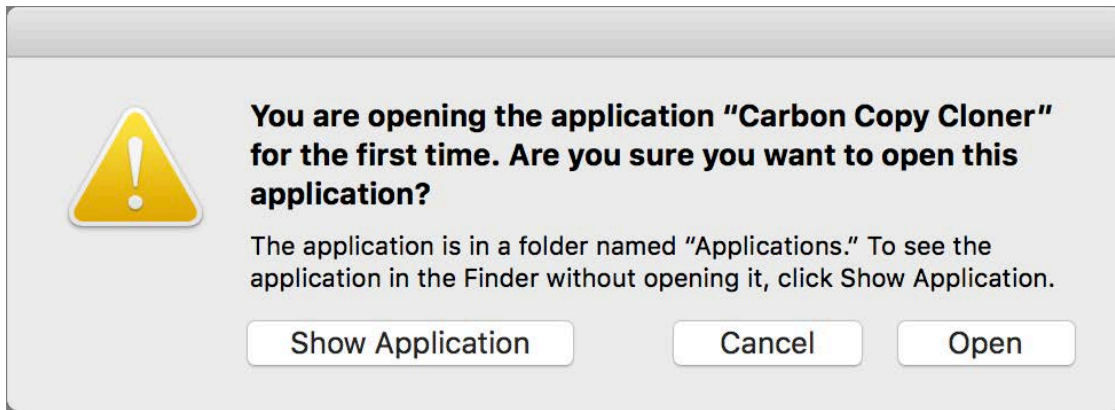 You are opening the application “Carbon Copy Cloner”
for the first time. Are you sure you want to open this
application?
The application is in a folder named “Applications.” To see the
application in the Finder without opening it, click Show Application.
Show Application Cancel Open